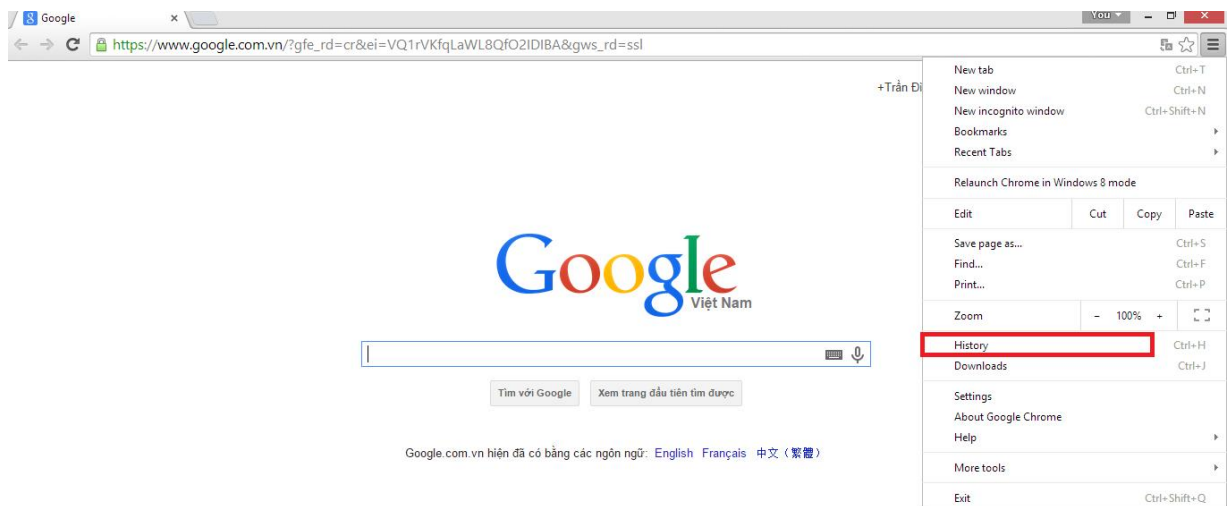 Google
You
https://www.google.com.vn/?gfe_rd=cr&ei=VQ1rVKfqLaWL8QfO2IDIBA&gws_rd=ssl
+Trần Đi
New tab Ctrl+T
New window Ctrl+N
New incognito window Ctrl+Shift+N
Bookmarks
Recent Tabs
Relaunch Chrome in Windows 8 mode
Edit Cut Copy Paste
Save page as... Ctrl+S
Find... Ctrl+F
Print... Ctrl+P
Zoom - 100% +
History Ctrl+H
Downloads Ctrl+J
Settings
About Google Chrome
Help
More tools
Exit Ctrl+Shift+Q
Google
Việt Nam
Tìm với Google Xem trang đầu tiên tìm được
Google.com.vn hiện đã có bằng các ngôn ngữ: English Français 中文（繁體）